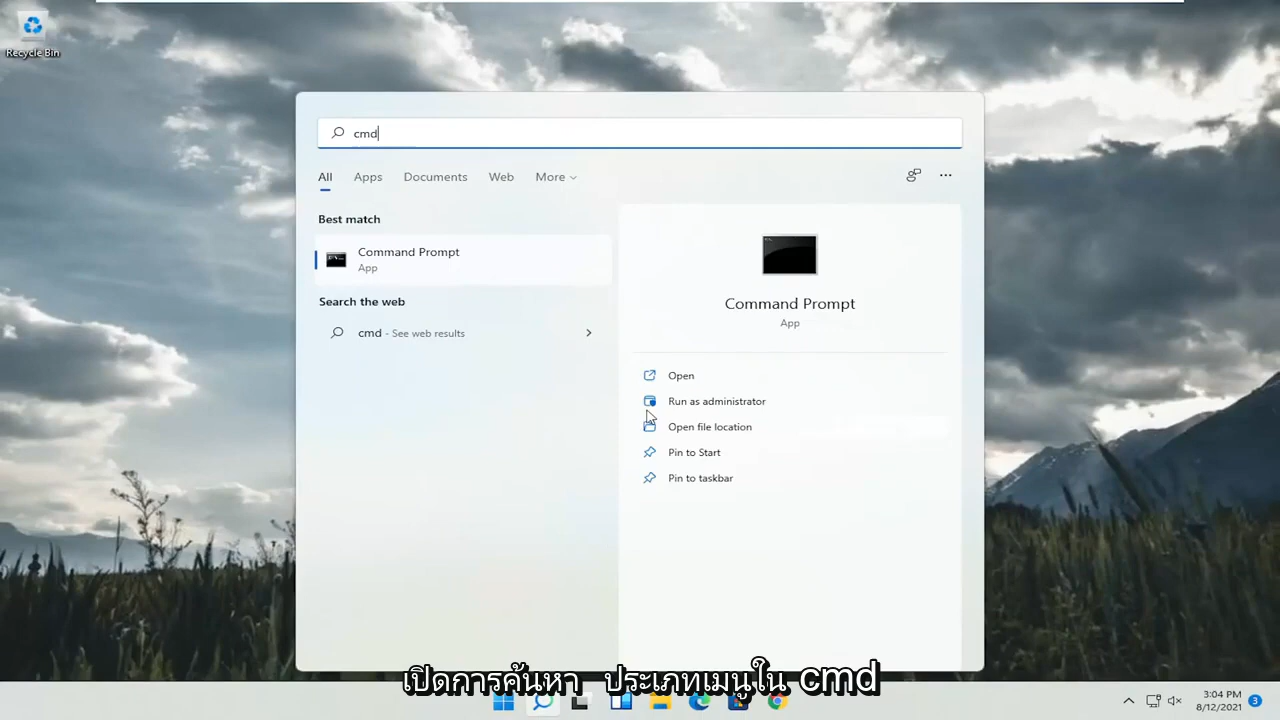 Recycle Bin
cmd
All Apps Documents Web More
Best match
Command Prompt
App
Search the web
cmd - See web results
Command Prompt
App
Open
Run as administrator
Open file location
Pin to Start
Pin to taskbar
เปิดการค้นหา ประเภทเมนูใน cmd
3:04 PM
8/12/2021
3